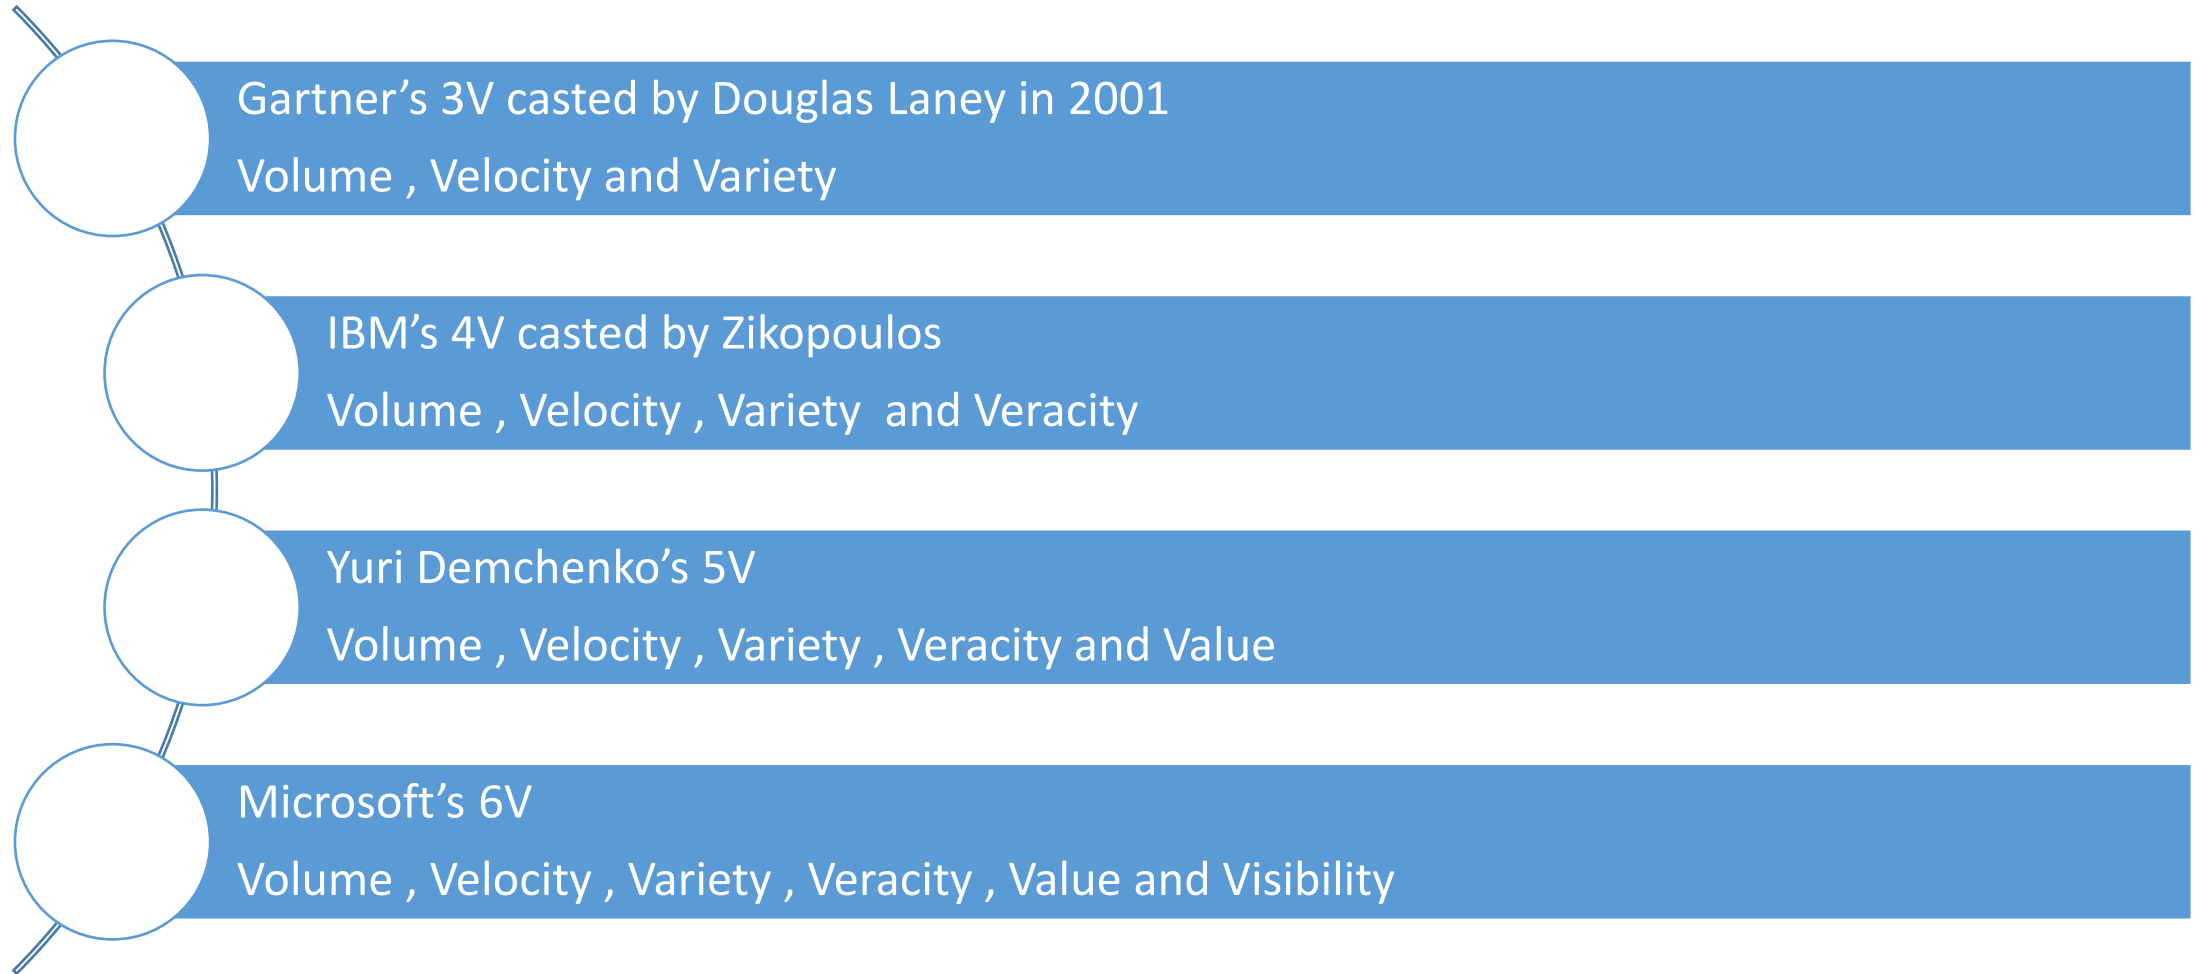 Gartner’s 3V casted by Douglas Laney in 2001
Volume , Velocity and Variety
IBM’s 4V casted by Zikopoulos
Volume , Velocity , Variety  and Veracity
Yuri Demchenko’s 5V
Volume , Velocity , Variety , Veracity and Value
Microsoft’s 6V
Volume , Velocity , Variety , Veracity , Value and Visibility